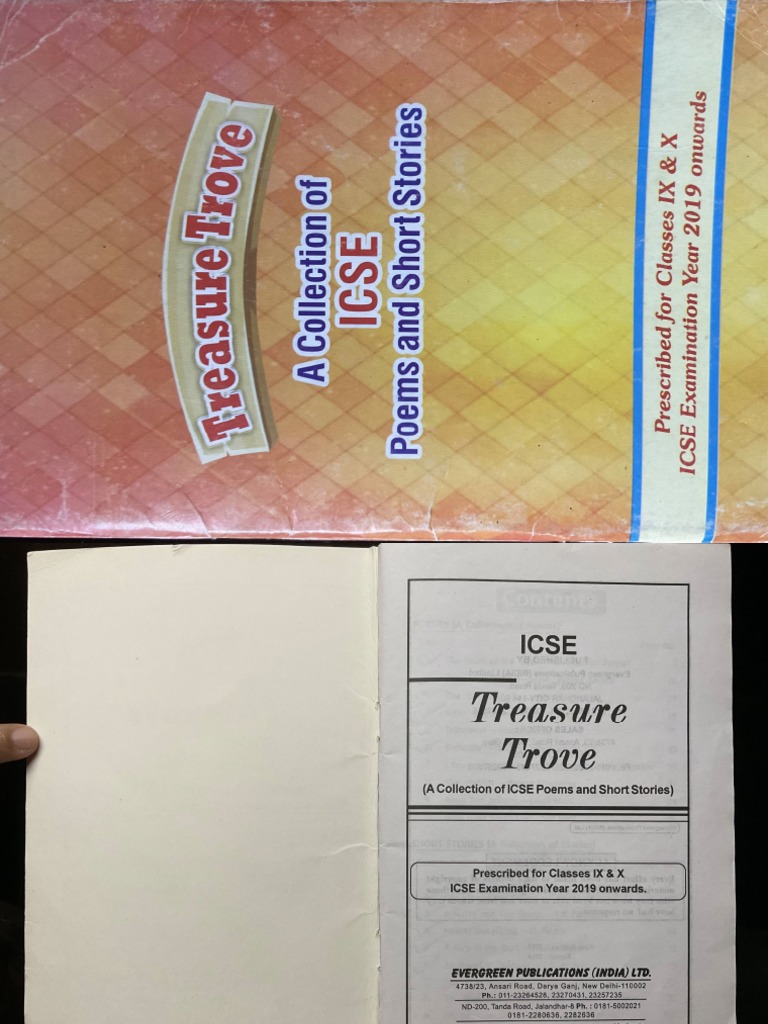 Treasure Trove
A Collection of
ICSE
Poems and Short Stories
Prescribed for Classes IX & X
ICSE Examination Year 2019 onwards
ICSE
Treasure
Trove
(A Collection of ICSE Poems and Short Stories)
Prescribed for Classes IX & X
ICSE Examination Year 2019 onwards.
EVERGREEN PUBLICATIONS (INDIA) LTD.
4738/23, Ansari Road, Darya Ganj, New Delhi-110002
Ph.: 011-23264528, 23270431, 23257235
ND-200, Tanda Road, Jalandhar-8 Ph. : 0181-5002021
0181-2280636, 2282636